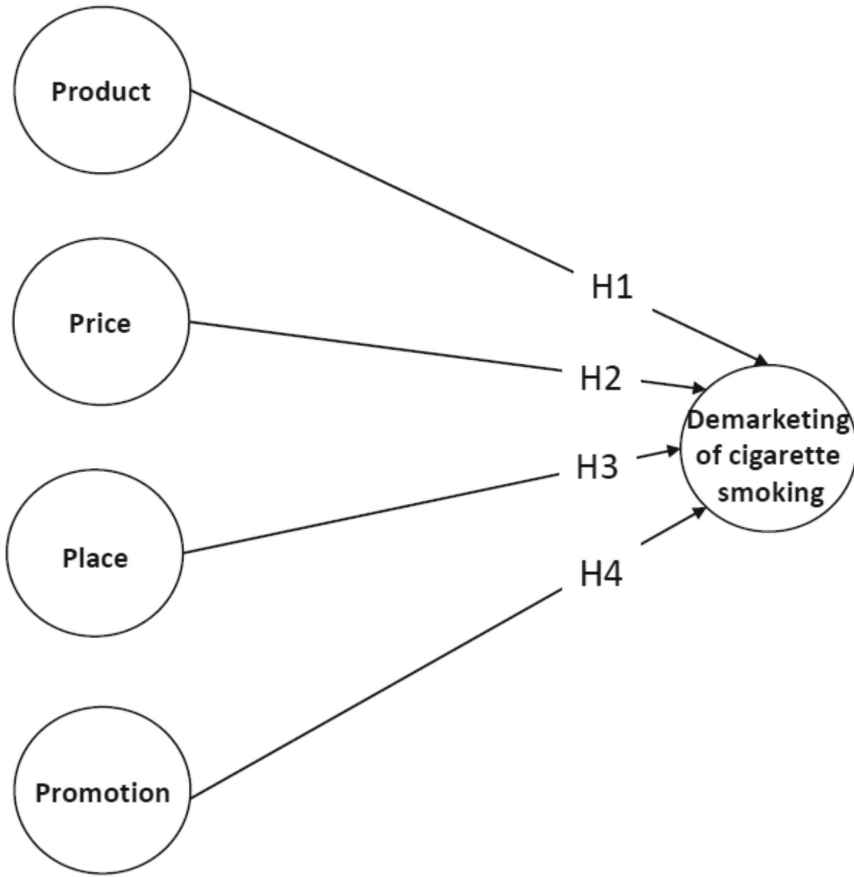 Product
H1
Price
H2
Demarketing
of cigarette
smoking
H3
Place
H4
Promotion